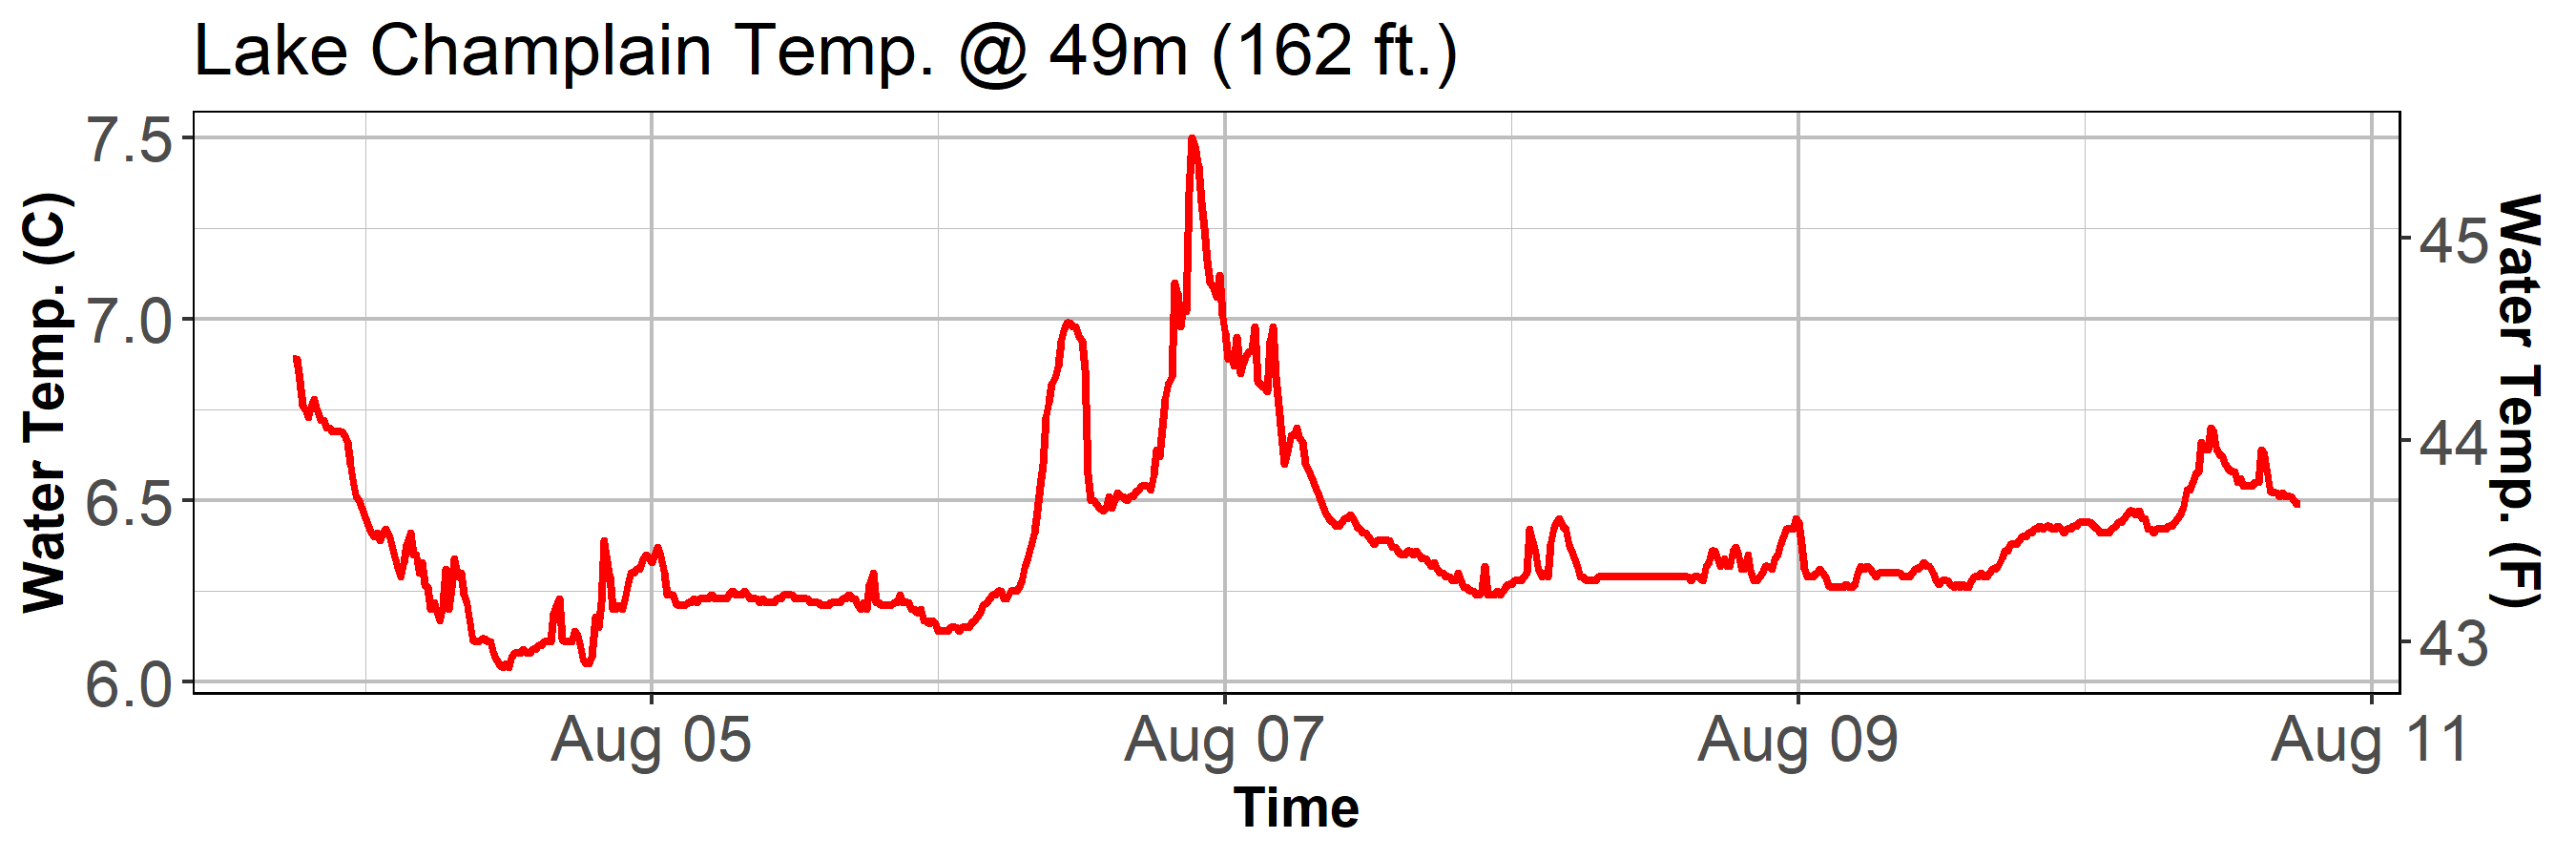 Lake Champlain Temp. @ 49m (162 ft.)
Water Temp. (C)
7.5
7.0
6.5
6.0
45
44
43
Water Temp. (F)
Aug 05 Aug 07 Aug 09 Aug 11
Time